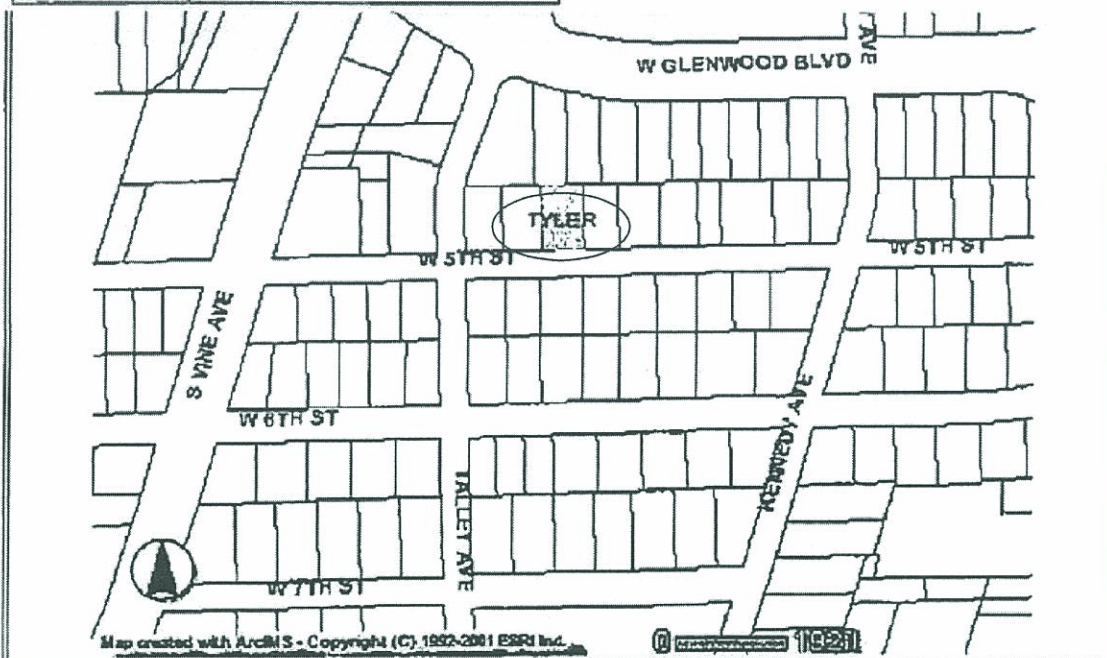 AVE
W GLENWOOD BLVD
TYLER
W 5TH ST
W 5TH ST
S VINE AVE
W 6TH ST
KENNEDY AVE
TALLEY AVE
W 7TH ST
Map created with ArcIMS - Copyright (C) 1992-2001 ESRI Inc.
0